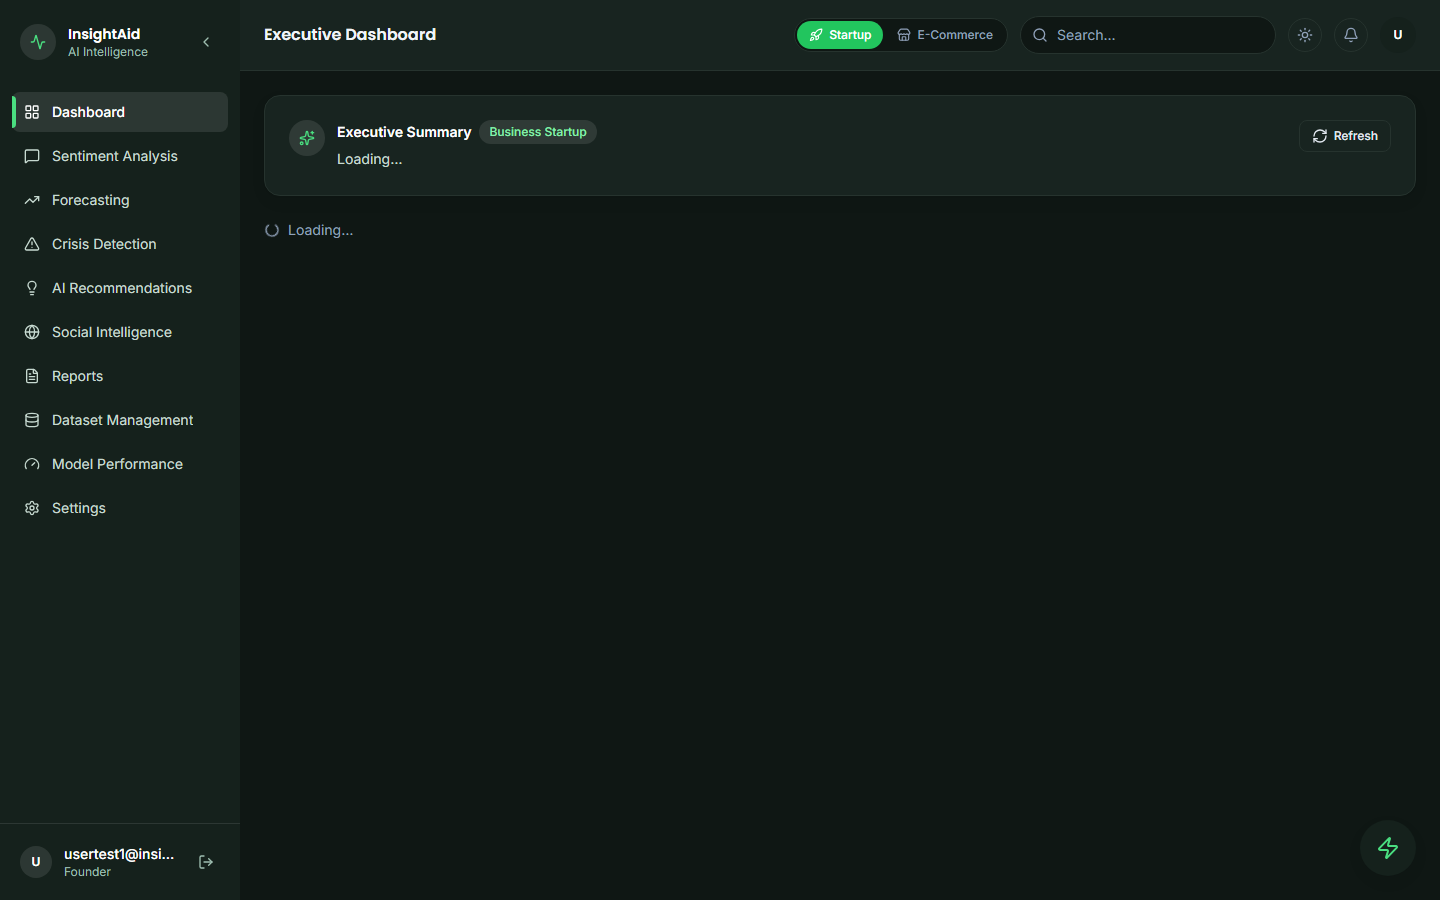 InsightAid
AI Intelligence
Dashboard
Sentiment Analysis
Forecasting
Crisis Detection
AI Recommendations
Social Intelligence
Reports
Dataset Management
Model Performance
Settings
U
usertest1@insi...
Founder
Executive Dashboard
Startup
E-Commerce
Search...
U
Executive Summary
Business Startup
Loading...
Refresh
Loading...